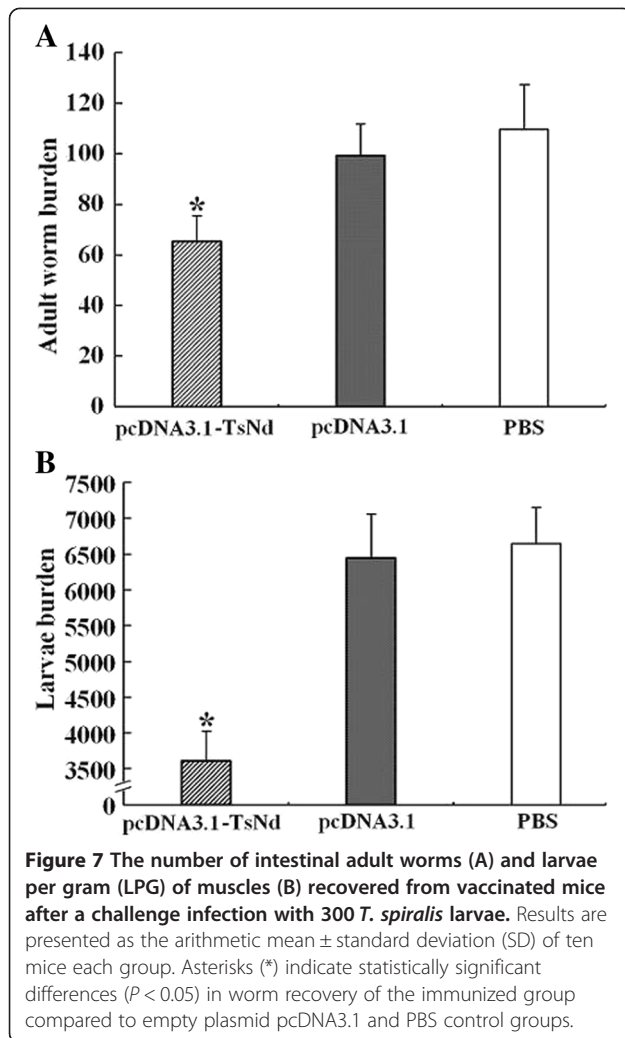 A
140
120
100
80
60
40
20
0
Adult worm burden
*
pcDNA3.1-TsNd pcDNA3.1 PBS
B
7500
7000
6500
6000
5500
5000
4500
4000
3500
0
Larvae burden
*
pcDNA3.1-TsNd pcDNA3.1 PBS
Figure 7 The number of intestinal adult worms (A) and larvae
per gram (LPG) of muscles (B) recovered from vaccinated mice
after a challenge infection with 300 T. spiralis larvae. Results are
presented as the arithmetic mean ± standard deviation (SD) of ten
mice each group. Asterisks (*) indicate statistically significant
differences (P < 0.05) in worm recovery of the immunized group
compared to empty plasmid pcDNA3.1 and PBS control groups.